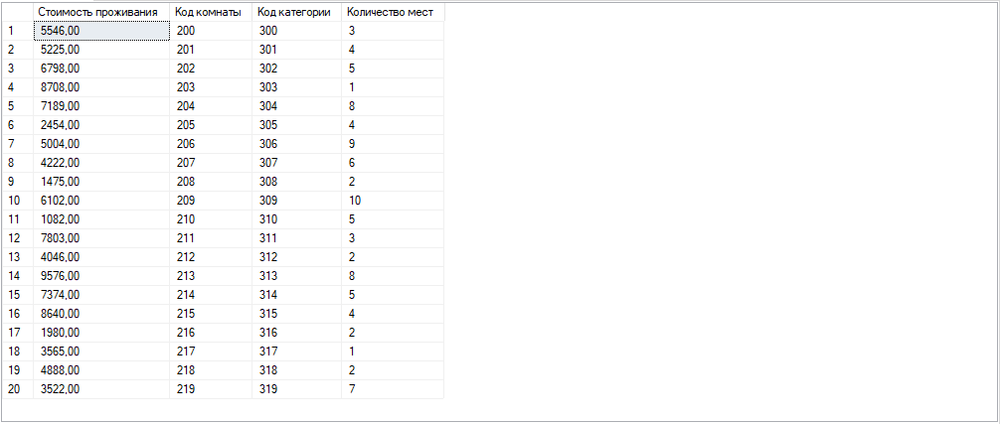 Стоимость проживания Код комнаты Код категории Количество мест
1 5546,00 200 300 3
2 5225,00 201 301 4
3 6798,00 202 302 5
4 8708,00 203 303 1
5 7189,00 204 304 8
6 2454,00 205 305 4
7 5004,00 206 306 9
8 4222,00 207 307 6
9 1475,00 208 308 2
10 6102,00 209 309 10
11 1082,00 210 310 5
12 7803,00 211 311 3
13 4046,00 212 312 2
14 9576,00 213 313 8
15 7374,00 214 314 5
16 8640,00 215 315 4
17 1980,00 216 316 2
18 3565,00 217 317 1
19 4888,00 218 318 2
20 3522,00 219 319 7